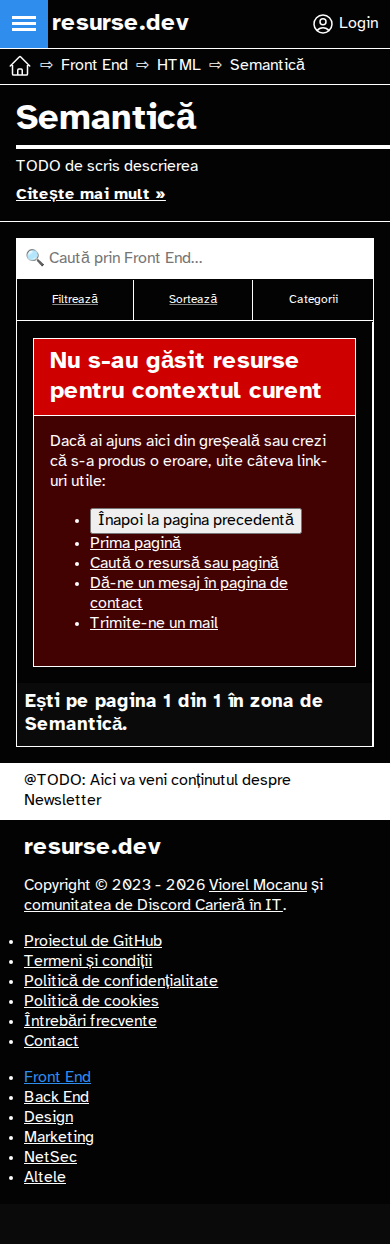 resurse.dev
Login
⇨ Front End ⇨ HTML ⇨ Semantică
Semantică
TODO de scris descrierea
Citește mai mult »
🔍 Caută prin Front End...
Filtrează
Sortează
Categorii
Nu s-au găsit resurse
pentru contextul curent
Dacă ai ajuns aici din greșeală sau crezi
că s-a produs o eroare, uite câteva link-
uri utile:
• Înapoi la pagina precedentă
• Prima pagină
• Caută o resursă sau pagină
• Dă-ne un mesaj în pagina de
contact
• Trimite-ne un mail
Ești pe pagina 1 din 1 în zona de
Semantică.
@TODO: Aici va veni conținutul despre
Newsletter
resurse.dev
Copyright © 2023 - 2026 Viorel Mocanu și
comunitatea de Discord Carieră în IT.
• Proiectul de GitHub
• Termeni și condiții
• Politică de confidențialitate
• Politică de cookies
• Întrebări frecvente
• Contact
• Front End
• Back End
• Design
• Marketing
• NetSec
• Altele